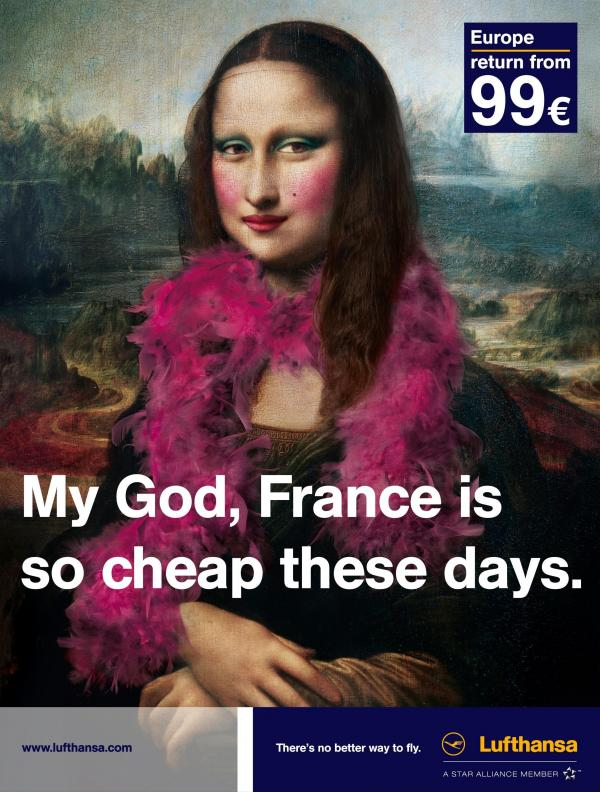 Europe
return from
99€
My God, France is
so cheap these days.
www.lufthansa.com
There's no better way to fly.
Lufthansa
A STAR ALLIANCE MEMBER